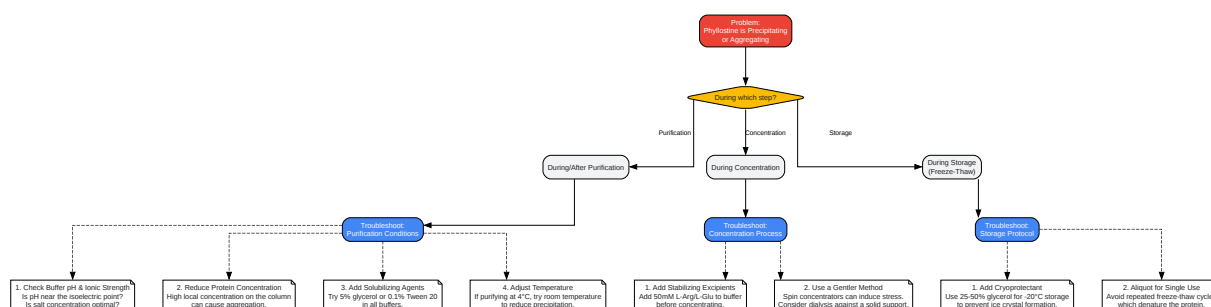 Problem:
Phyllostine is Precipitating
or Aggregating
During which step?
Purification
Concentration
Storage
During/After Purification
During Concentration
During Storage
(Freeze-Thaw)
Troubleshoot:
Purification Conditions
Troubleshoot:
Concentration Process
Troubleshoot:
Storage Protocol
1. Check Buffer pH & Ionic Strength
Is pH near the isoelectric point?
Is salt concentration optimal?
2. Reduce Protein Concentration
High local concentration on the column
can cause aggregation.
3. Add Solubilizing Agents
Try 5% glycerol or 0.1% Tween 20
in all buffers.
4. Adjust Temperature
If purifying at 4°C, try room temperature
to reduce precipitation.
1. Add Stabilizing Excipients
Add 50mM L-Arg/L-Glu to buffer
before concentrating.
2. Use a Gentler Method
Spin concentrators can induce stress.
Consider dialysis against a solid support.
1. Add Cryoprotectant
Use 25-50% glycerol for -20°C storage
to prevent ice crystal formation.
2. Aliquot for Single Use
Avoid repeated freeze-thaw cycle
which denature the protein.